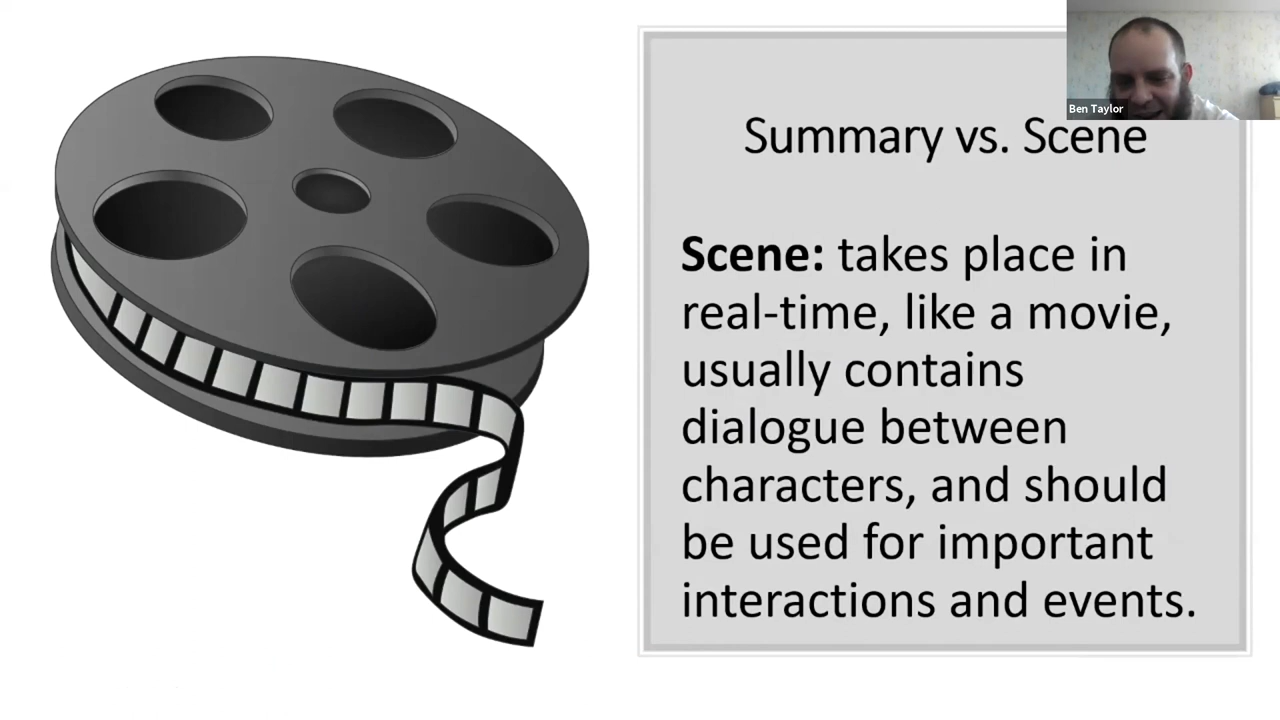 Ben Taylor
Summary vs. Scene
Scene: takes place in
real-time, like a movie,
usually contains
dialogue between
characters, and should
be used for important
interactions and events.